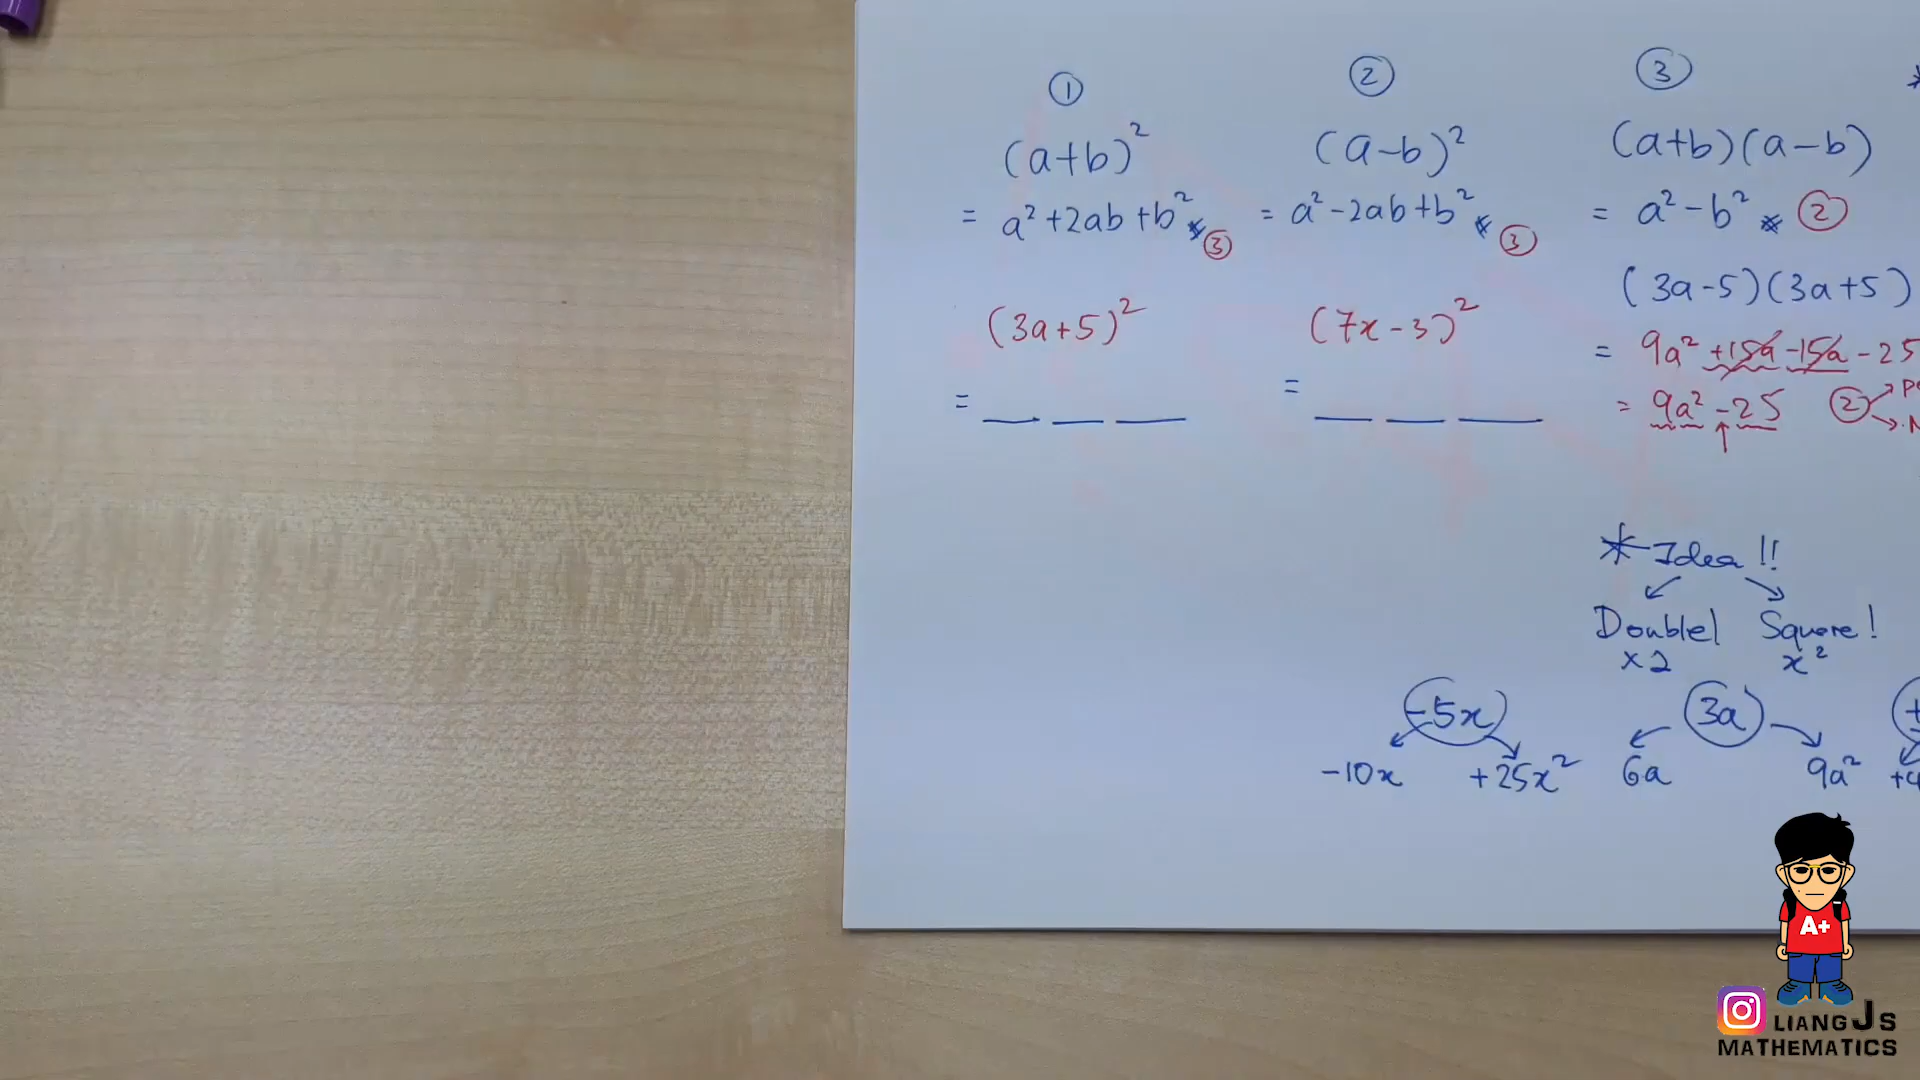 ① ② ③
(a+b)² (a-b)² (a+b)(a-b)
= a²+2ab+b² * ③ = a²-2ab+b² * ③ = a²-b² * ②
(3a-5)(3a+5)
(3a+5)² (7x-3)²
= 9a² +15a -15a -25
= ___ ___ ___ = ___ ___ ___ = 9a² -25 ②
* Idea !!
Double! Square!
×2 x²
-5x 3a
-10x +25x² 6a 9a²
A+
LIANGJS
MATHEMATICS